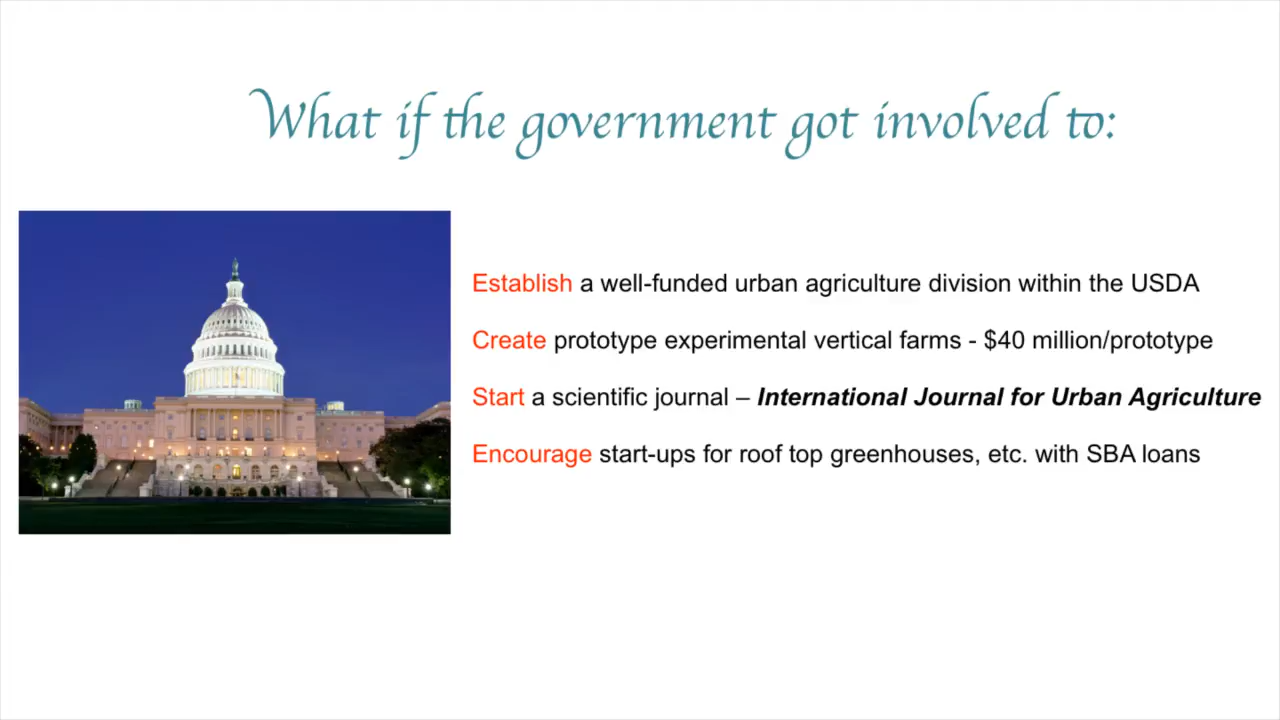 What if the government got involved to:
Establish a well-funded urban agriculture division within the USDA
Create prototype experimental vertical farms - $40 million/prototype
Start a scientific journal – International Journal for Urban Agriculture
Encourage start-ups for roof top greenhouses, etc. with SBA loans